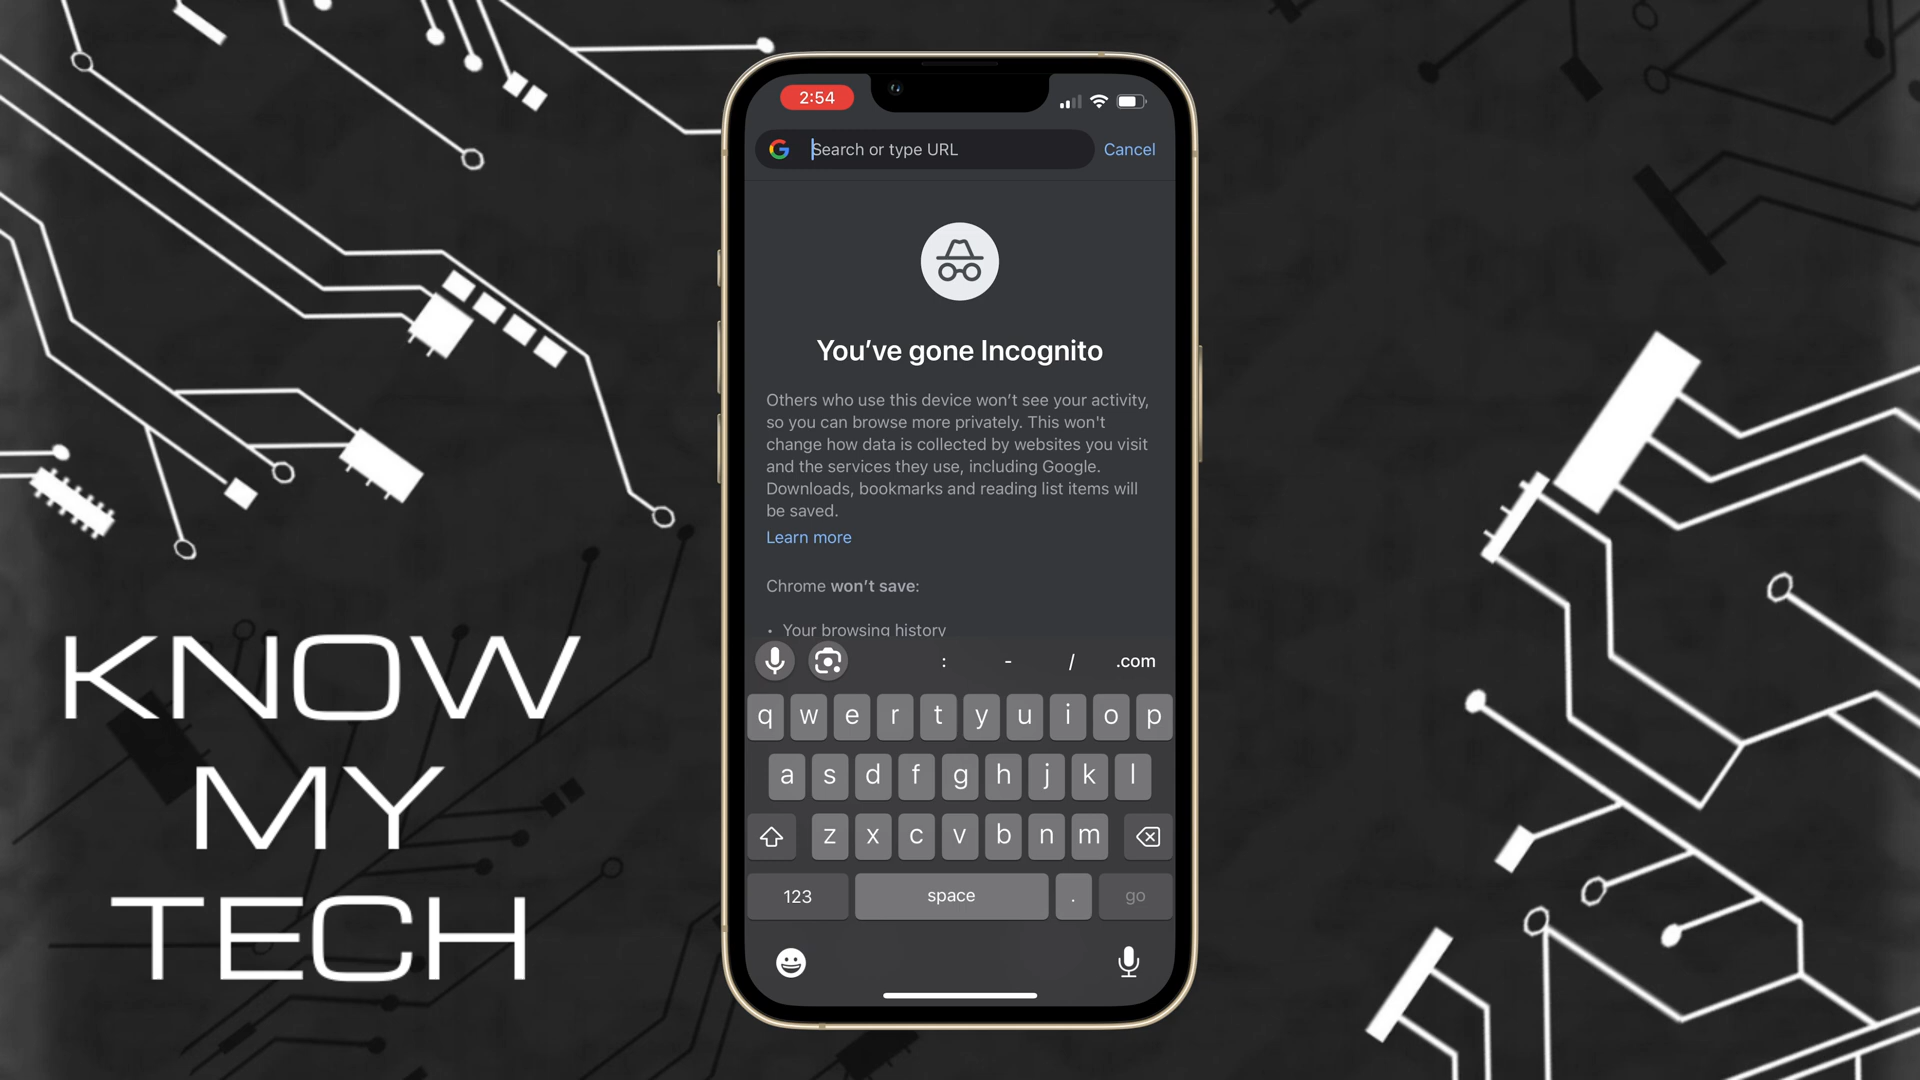 2:54
Search or type URL
Cancel
You’ve gone Incognito
Others who use this device won’t see your activity,
so you can browse more privately. This won't
change how data is collected by websites you visit
and the services they use, including Google.
Downloads, bookmarks and reading list items will
be saved.
Learn more
Chrome won’t save:
• Your browsing history
: - / .com
q w e r t y u i o p
a s d f g h j k l
z x c v b n m
123 space . go
KNOW
MY
TECH